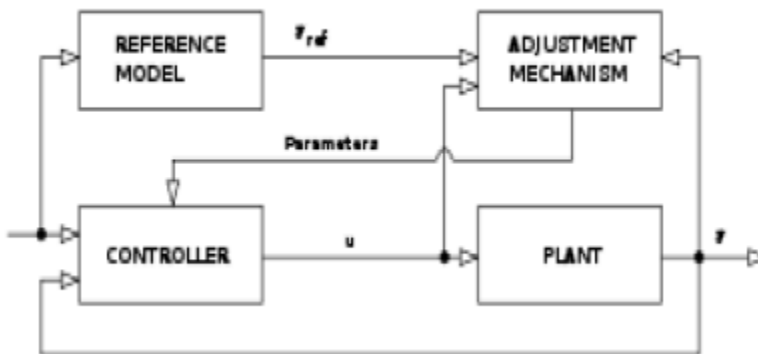 REFERENCE
MODEL
ADJUSTMENT
MECHANISM
Parameters
CONTROLLER
u
PLANT